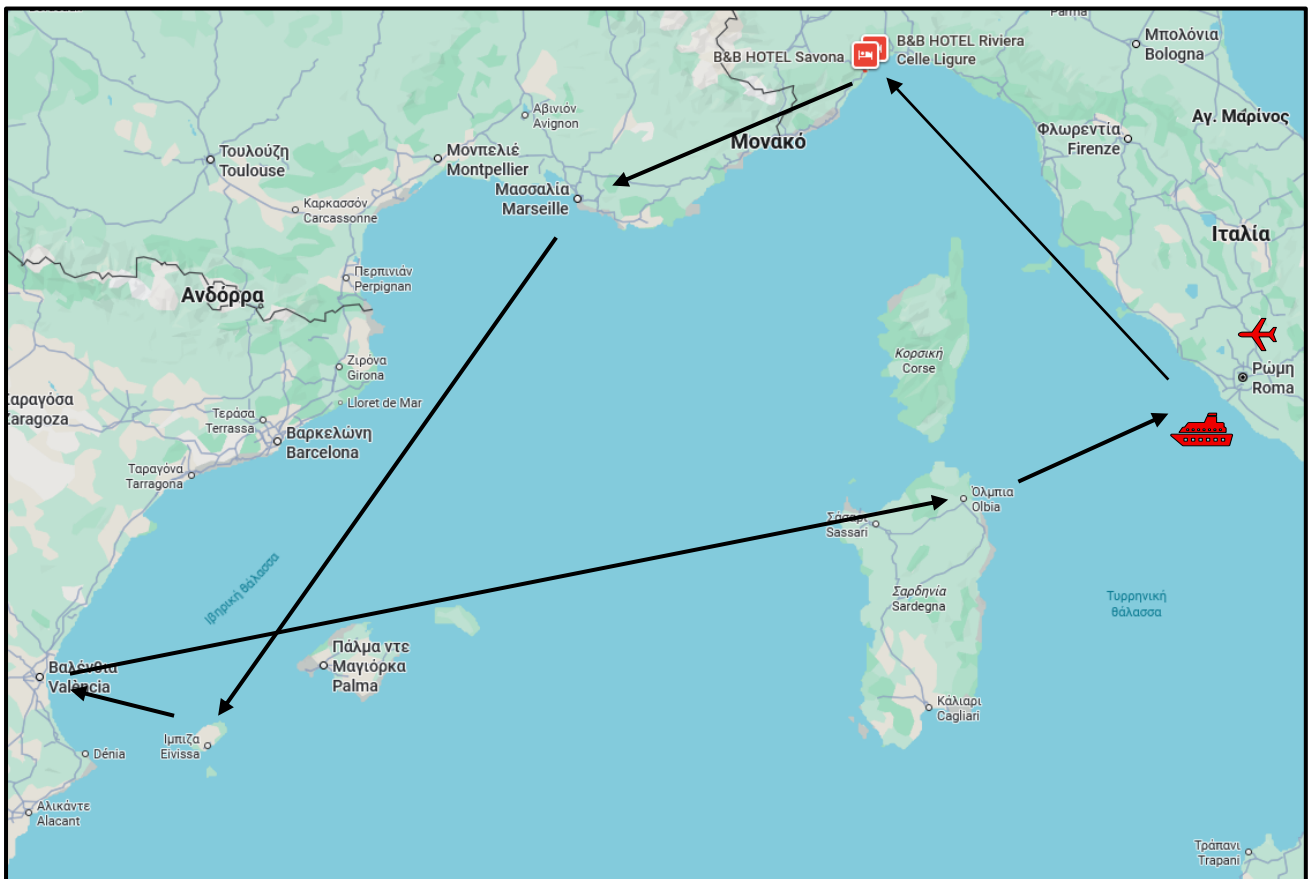 Parma
Μπολόνια
Bologna
B&B HOTEL Riviera
Celle Ligure
B&B HOTEL Savona
Αβινιόν
Avignon
Αγ. Μαρίνος
Φλωρεντία
Firenze
Μονακό
Τουλούζη
Toulouse
Μονπελιέ
Montpellier
Μασσαλία
Marseille
Καρκασσόν
Carcassonne
Ιταλία
Περπινιάν
Perpignan
Ανδόρρα
Κορσική
Corse
Ρώμη
Roma
Ζιρόνα
Girona
Lloret de Mar
αραγόσα
aragoza
Τεράσα
Terrassa
Βαρκελώνη
Barcelona
Ταραγόνα
Tarragona
Όλμπια
Olbia
Σάσαρι
Sassari
Ιβηρική θάλασσα
Σαρδηνία
Sardegna
Τυρρηνική
θάλασσα
Πάλμα ντε
Μαγιόρκα
Palma
Βαλένθια
València
Κάλιαρι
Cagliari
Ιμπιζα
Eivissa
Dénia
Αλικάντε
Alacant
Τράπανι
Trapani